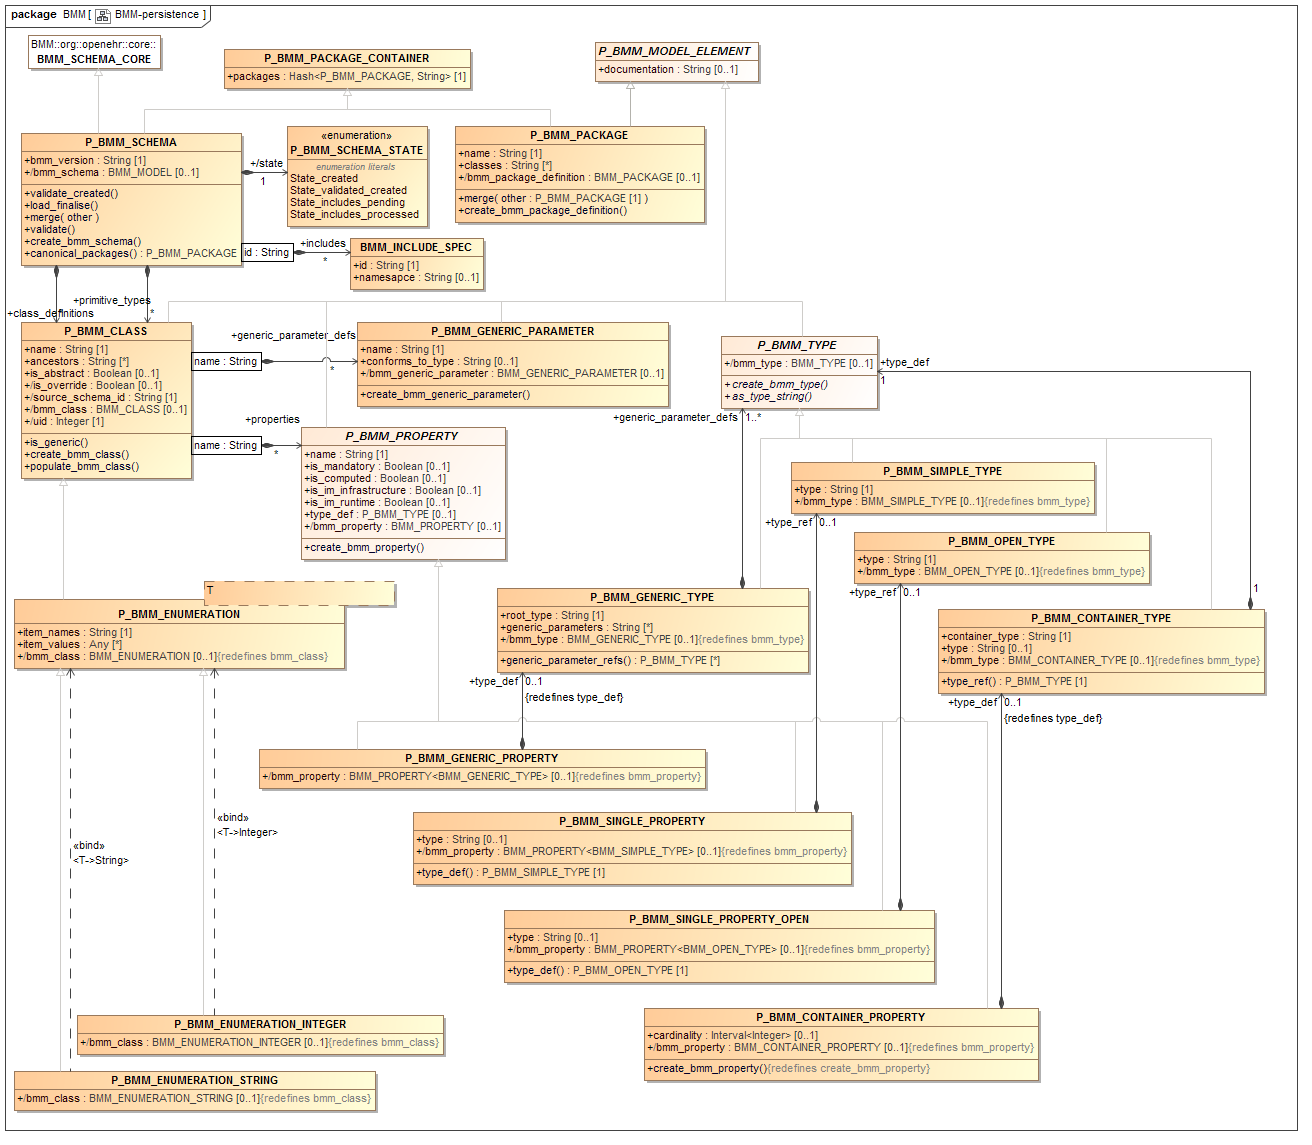 package BMM [ BMM-persistence ]
BMM::org::openehr::core::
BMM_SCHEMA_CORE
P_BMM_PACKAGE_CONTAINER
+packages : Hash<P_BMM_PACKAGE, String> [1]
P_BMM_MODEL_ELEMENT
+documentation : String [0..1]
P_BMM_SCHEMA
+bmm_version : String [1]
+/bmm_schema : BMM_MODEL [0..1]
+validate_created()
+load_finalise()
+merge( other )
+validate()
+create_bmm_schema()
+canonical_packages() : P_BMM_PACKAGE
+/state
1
«enumeration»
P_BMM_SCHEMA_STATE
enumeration literals
State_created
State_validated_created
State_includes_pending
State_includes_processed
P_BMM_PACKAGE
+name : String [1]
+classes : String [*]
+/bmm_package_definition : BMM_PACKAGE [0..1]
+merge( other : P_BMM_PACKAGE [1] )
+create_bmm_package_definition()
id : String
+includes
*
BMM_INCLUDE_SPEC
+id : String [1]
+namesapce : String [0..1]
+primitive_types
*
+class_definitions
P_BMM_CLASS
+name : String [1]
+ancestors : String [*]
+is_abstract : Boolean [0..1]
+/is_override : Boolean [0..1]
+/source_schema_id : String [1]
+/bmm_class : BMM_CLASS [0..1]
+/uid : Integer [1]
+is_generic()
+create_bmm_class()
+populate_bmm_class()
name : String
+generic_parameter_defs
*
P_BMM_GENERIC_PARAMETER
+name : String [1]
+conforms_to_type : String [0..1]
+/bmm_generic_parameter : BMM_GENERIC_PARAMETER [0..1]
+create_bmm_generic_parameter()
P_BMM_TYPE
+/bmm_type : BMM_TYPE [0..1]
+create_bmm_type()
+as_type_string()
+type_def
1
+generic_parameter_defs
1..*
name : String
+properties
*
P_BMM_PROPERTY
+name : String [1]
+is_mandatory : Boolean [0..1]
+is_computed : Boolean [0..1]
+is_im_infrastructure : Boolean [0..1]
+is_im_runtime : Boolean [0..1]
+type_def : P_BMM_TYPE [0..1]
+/bmm_property : BMM_PROPERTY [0..1]
+create_bmm_property()
P_BMM_SIMPLE_TYPE
+type : String [1]
+/bmm_type : BMM_SIMPLE_TYPE [0..1]{redefines bmm_type}
+type_ref 0..1
P_BMM_OPEN_TYPE
+type : String [1]
+/bmm_type : BMM_OPEN_TYPE [0..1]{redefines bmm_type}
+type_ref 0..1
1
T
P_BMM_ENUMERATION
+item_names : String [1]
+item_values : Any [*]
+/bmm_class : BMM_ENUMERATION [0..1]{redefines bmm_class}
P_BMM_GENERIC_TYPE
+root_type : String [1]
+generic_parameters : String [*]
+/bmm_type : BMM_GENERIC_TYPE [0..1]{redefines bmm_type}
+generic_parameter_refs() : P_BMM_TYPE [*]
+type_def 0..1
{redefines type_def}
P_BMM_CONTAINER_TYPE
+container_type : String [1]
+type : String [0..1]
+/bmm_type : BMM_CONTAINER_TYPE [0..1]{redefines bmm_type}
+type_ref() : P_BMM_TYPE [1]
+type_def 0..1
{redefines type_def}
P_BMM_GENERIC_PROPERTY
+/bmm_property : BMM_PROPERTY<BMM_GENERIC_TYPE> [0..1]{redefines bmm_property}
«bind»
<T->Integer>
«bind»
<T->String>
P_BMM_SINGLE_PROPERTY
+type : String [0..1]
+/bmm_property : BMM_PROPERTY<BMM_SIMPLE_TYPE> [0..1]{redefines bmm_property}
+type_def() : P_BMM_SIMPLE_TYPE [1]
P_BMM_SINGLE_PROPERTY_OPEN
+type : String [0..1]
+/bmm_property : BMM_PROPERTY<BMM_OPEN_TYPE> [0..1]{redefines bmm_property}
+type_def() : P_BMM_OPEN_TYPE [1]
P_BMM_ENUMERATION_INTEGER
+/bmm_class : BMM_ENUMERATION_INTEGER [0..1]{redefines bmm_class}
P_BMM_CONTAINER_PROPERTY
+cardinality : Interval<Integer> [0..1]
+/bmm_property : BMM_CONTAINER_PROPERTY [0..1]{redefines bmm_property}
+create_bmm_property(){redefines create_bmm_property}
P_BMM_ENUMERATION_STRING
+/bmm_class : BMM_ENUMERATION_STRING [0..1]{redefines bmm_class}